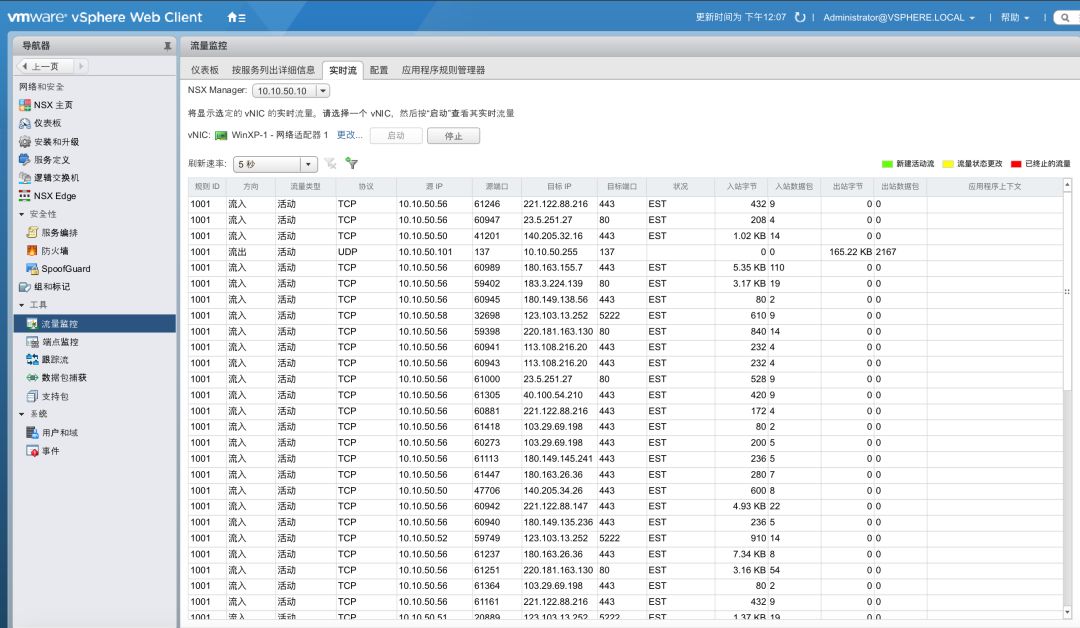 vmware® vSphere Web Client
更新时间为 下午12:07 Administrator@VSPHERE.LOCAL 帮助
导航器
上一页
网络和安全
NSX 主页
仪表板
安装和升级
服务定义
逻辑交换机
NSX Edge
安全性
服务编排
防火墙
SpoofGuard
组和标记
工具
流量监控
端点监控
跟踪流
数据包捕获
支持包
系统
用户和域
事件
流量监控
仪表板 按服务列出详细信息 实时流 配置 应用程序规则管理器
NSX Manager: 10.10.50.10
将显示选定的 vNIC 的实时流量。请选择一个 vNIC，然后按“启动”查看其实时流量
vNIC: WinXP-1 - 网络适配器 1 更改... 启动 停止
刷新速率: 5 秒
新建活动流 流量状态更改 已终止的流量
规则 ID 方向 流量类型 协议 源 IP 源端口 目标 IP 目标端口 状况 入站字节 入站数据包 出站字节 出站数据包 应用程序上下文
1001 流入 活动 TCP 10.10.50.56 61246 221.122.88.216 443 EST 432 9 0 0
1001 流入 活动 TCP 10.10.50.56 60947 23.5.251.27 80 EST 208 4 0 0
1001 流入 活动 TCP 10.10.50.50 41201 140.205.32.16 443 EST 1.02 KB 14 0 0
1001 流出 活动 UDP 10.10.50.101 137 10.10.50.255 137 0 0 165.22 KB 2167
1001 流入 活动 TCP 10.10.50.56 60989 180.163.155.7 443 EST 5.35 KB 110 0 0
1001 流入 活动 TCP 10.10.50.56 59402 183.3.224.139 80 EST 3.17 KB 19 0 0
1001 流入 活动 TCP 10.10.50.56 60945 180.149.138.56 443 EST 80 2 0 0
1001 流入 活动 TCP 10.10.50.58 32698 123.103.13.252 5222 EST 610 9 0 0
1001 流入 活动 TCP 10.10.50.56 59398 220.181.163.130 80 EST 840 14 0 0
1001 流入 活动 TCP 10.10.50.56 60941 113.108.216.20 443 EST 232 4 0 0
1001 流入 活动 TCP 10.10.50.56 60943 113.108.216.20 443 EST 232 4 0 0
1001 流入 活动 TCP 10.10.50.56 61000 23.5.251.27 80 EST 528 9 0 0
1001 流入 活动 TCP 10.10.50.56 61305 40.100.54.210 443 EST 420 9 0 0
1001 流入 活动 TCP 10.10.50.56 60881 221.122.88.216 443 EST 172 4 0 0
1001 流入 活动 TCP 10.10.50.56 61418 103.29.69.198 443 EST 80 2 0 0
1001 流入 活动 TCP 10.10.50.56 60273 103.29.69.198 443 EST 200 5 0 0
1001 流入 活动 TCP 10.10.50.56 61113 180.149.145.241 443 EST 236 5 0 0
1001 流入 活动 TCP 10.10.50.56 61447 180.163.26.36 443 EST 280 7 0 0
1001 流入 活动 TCP 10.10.50.50 47706 140.205.34.26 443 EST 600 8 0 0
1001 流入 活动 TCP 10.10.50.56 60942 221.122.88.147 443 EST 4.93 KB 22 0 0
1001 流入 活动 TCP 10.10.50.56 60940 180.149.135.236 443 EST 236 5 0 0
1001 流入 活动 TCP 10.10.50.52 59749 123.103.13.252 5222 EST 910 14 0 0
1001 流入 活动 TCP 10.10.50.56 61237 180.163.26.36 443 EST 7.34 KB 8 0 0
1001 流入 活动 TCP 10.10.50.56 61251 220.181.163.130 80 EST 3.16 KB 54 0 0
1001 流入 活动 TCP 10.10.50.56 61364 103.29.69.198 443 EST 80 2 0 0
1001 流入 活动 TCP 10.10.50.56 61161 221.122.88.216 443 EST 432 9 0 0
1001 流入 活动 TCP 10.10.50.51 20889 123.103.13.252 5222 EST 1.37 KB 19 0 0